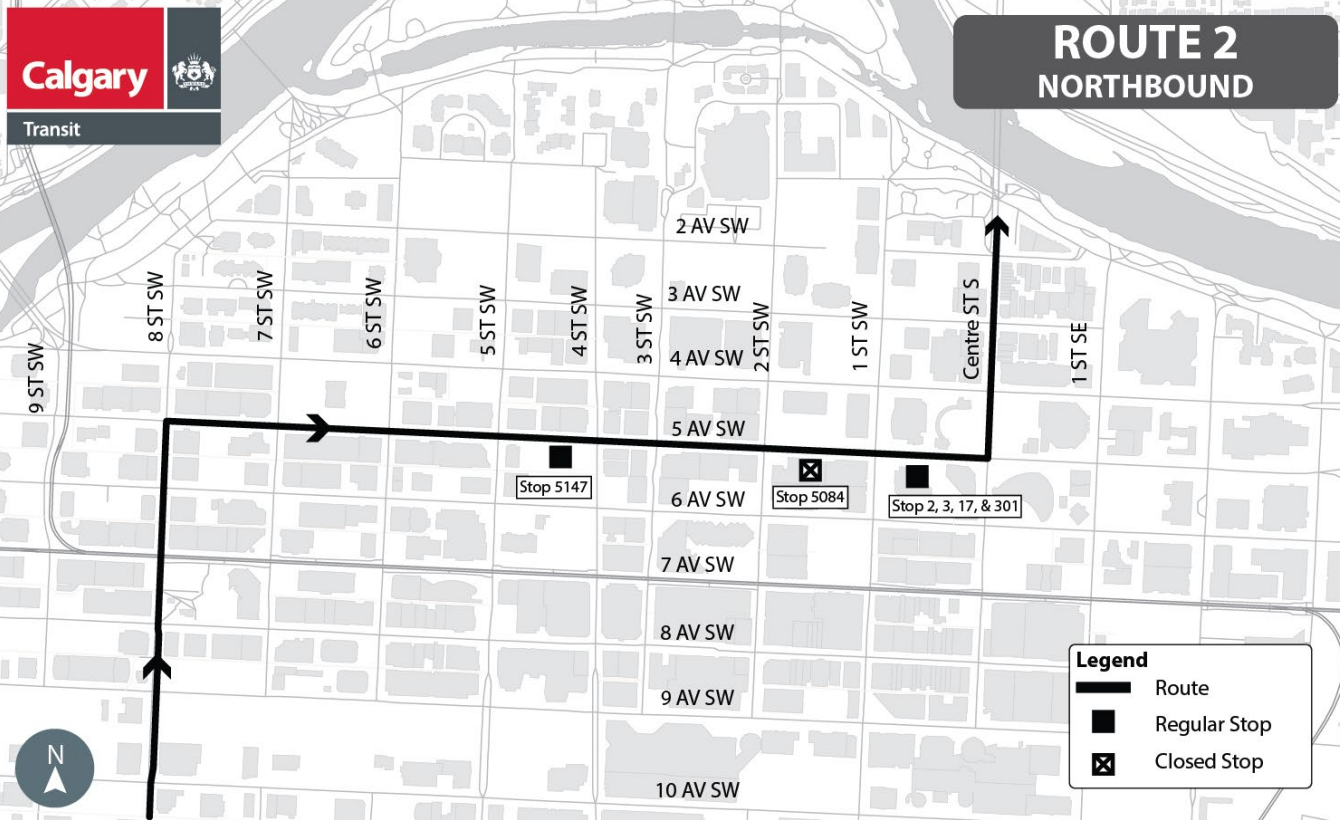 Calgary
Transit
ROUTE 2
NORTHBOUND
2 AV SW
3 AV SW
4 AV SW
5 AV SW
6 AV SW
7 AV SW
8 AV SW
9 AV SW
10 AV SW
9 ST SW
8 ST SW
7 ST SW
6 ST SW
5 ST SW
4 ST SW
3 ST SW
2 ST SW
1 ST SW
Centre ST S
1 ST SE
Stop 5147
Stop 5084
Stop 2, 3, 17, & 301
N
Legend
Route
Regular Stop
Closed Stop